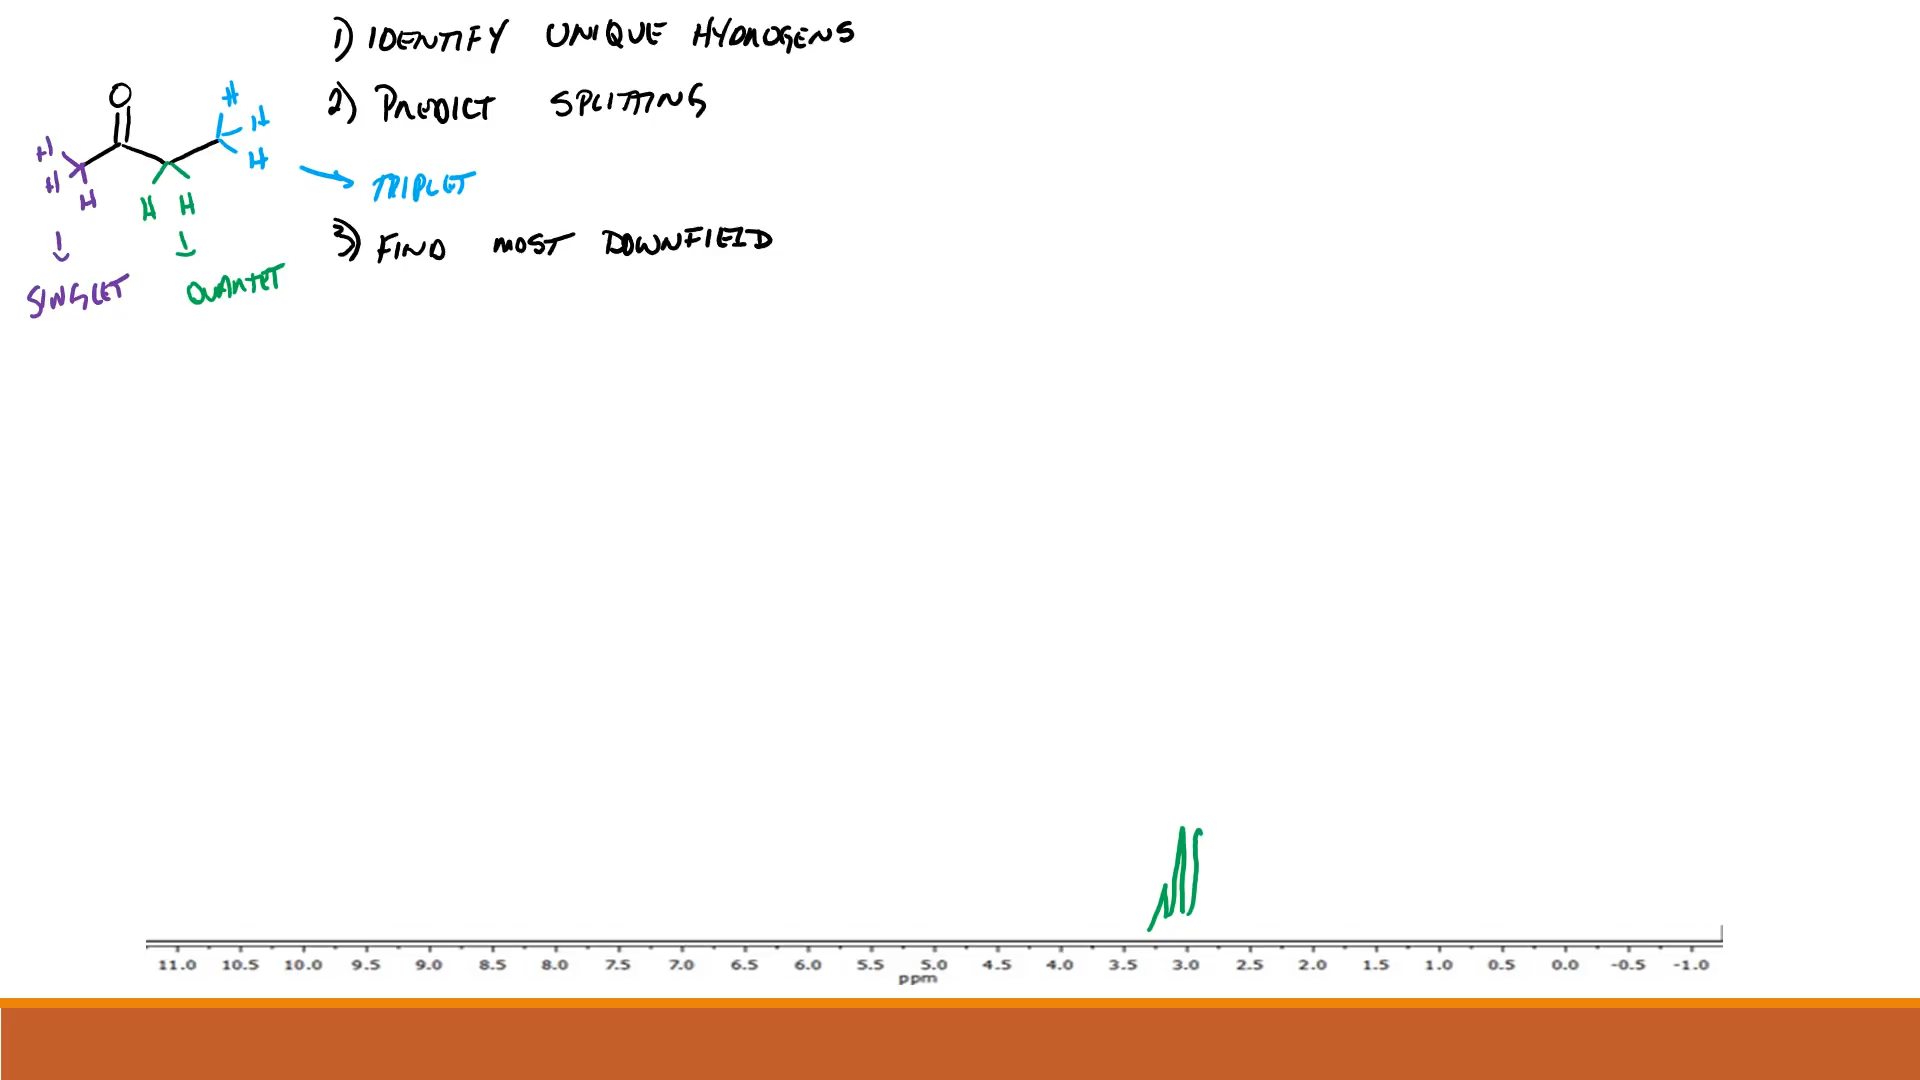 1) IDENTIFY UNIQUE HYDROGENS
2) PREDICT SPLITTING
O
H
H
H
H
H
H
H H
TRIPLET
3) FIND MOST DOWNFIELD
SINGLET
QUARTET
11.0 10.5 10.0 9.5 9.0 8.5 8.0 7.5 7.0 6.5 6.0 5.5 5.0 4.5 4.0 3.5 3.0 2.5 2.0 1.5 1.0 0.5 0.0 -0.5 -1.0
ppm